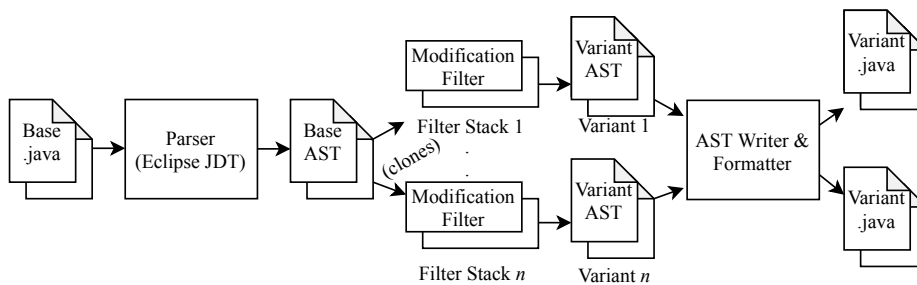 Base
.java
Parser
(Eclipse JDT)
Base
AST
(clones)
Modification
Filter
Filter Stack 1
.
.
Modification
Filter
Filter Stack n
Variant
AST
Variant 1
Variant
AST
Variant n
AST Writer &
Formatter
Variant
.java
Variant
.java